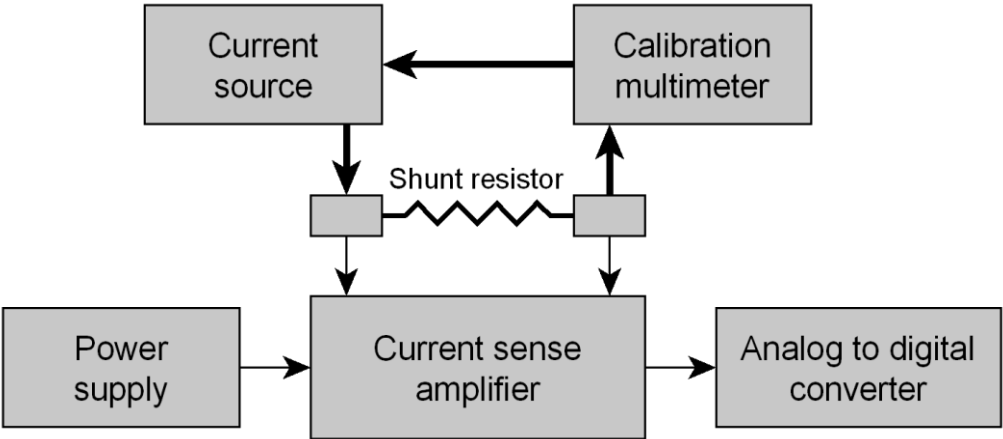 Current
source
Calibration
multimeter
Shunt resistor
Power
supply
Current sense
amplifier
Analog to digital
converter